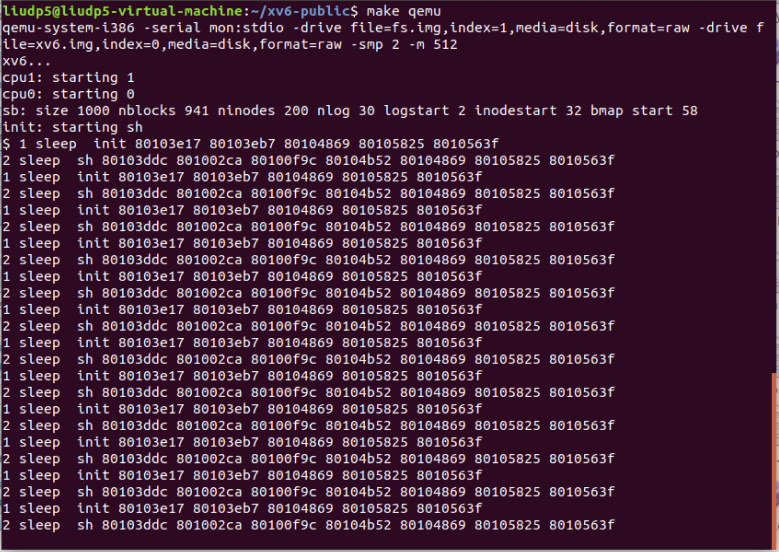 liudp5@liudp5-virtual-machine:~/xv6-public$ make qemu
qemu-system-i386 -serial mon:stdio -drive file=fs.img,index=1,media=disk,format=raw -drive f
ile=xv6.img,index=0,media=disk,format=raw -smp 2 -m 512
xv6...
cpu1: starting 1
cpu0: starting 0
sb: size 1000 nblocks 941 ninodes 200 nlog 30 logstart 2 inodestart 32 bmap start 58
init: starting sh
$ 1 sleep  init 80103e17 80103eb7 80104869 80105825 8010563f
2 sleep  sh 80103ddc 801002ca 80100f9c 80104b52 80104869 80105825 8010563f
1 sleep  init 80103e17 80103eb7 80104869 80105825 8010563f
2 sleep  sh 80103ddc 801002ca 80100f9c 80104b52 80104869 80105825 8010563f
1 sleep  init 80103e17 80103eb7 80104869 80105825 8010563f
2 sleep  sh 80103ddc 801002ca 80100f9c 80104b52 80104869 80105825 8010563f
1 sleep  init 80103e17 80103eb7 80104869 80105825 8010563f
2 sleep  sh 80103ddc 801002ca 80100f9c 80104b52 80104869 80105825 8010563f
1 sleep  init 80103e17 80103eb7 80104869 80105825 8010563f
2 sleep  sh 80103ddc 801002ca 80100f9c 80104b52 80104869 80105825 8010563f
1 sleep  init 80103e17 80103eb7 80104869 80105825 8010563f
2 sleep  sh 80103ddc 801002ca 80100f9c 80104b52 80104869 80105825 8010563f
1 sleep  init 80103e17 80103eb7 80104869 80105825 8010563f
2 sleep  sh 80103ddc 801002ca 80100f9c 80104b52 80104869 80105825 8010563f
1 sleep  init 80103e17 80103eb7 80104869 80105825 8010563f
2 sleep  sh 80103ddc 801002ca 80100f9c 80104b52 80104869 80105825 8010563f
1 sleep  init 80103e17 80103eb7 80104869 80105825 8010563f
2 sleep  sh 80103ddc 801002ca 80100f9c 80104b52 80104869 80105825 8010563f
1 sleep  init 80103e17 80103eb7 80104869 80105825 8010563f
2 sleep  sh 80103ddc 801002ca 80100f9c 80104b52 80104869 80105825 8010563f
1 sleep  init 80103e17 80103eb7 80104869 80105825 8010563f
2 sleep  sh 80103ddc 801002ca 80100f9c 80104b52 80104869 80105825 8010563f
1 sleep  init 80103e17 80103eb7 80104869 80105825 8010563f
2 sleep  sh 80103ddc 801002ca 80100f9c 80104b52 80104869 80105825 8010563f